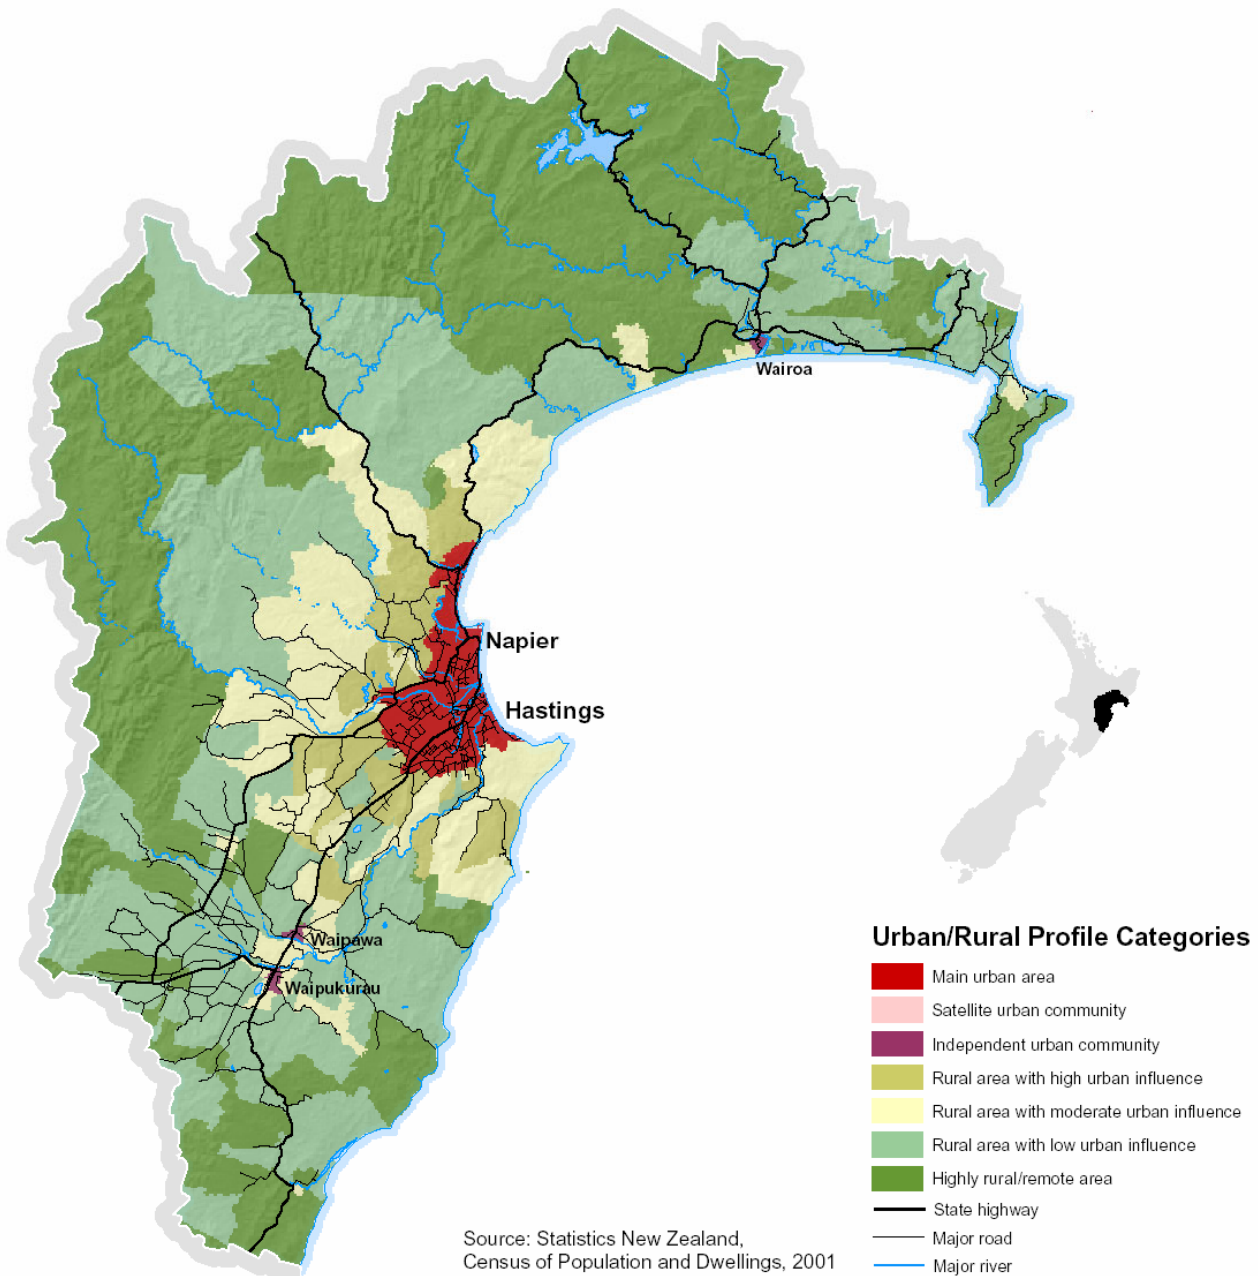 Wairoa
Napier
Hastings
Waipawa
Waipukurau
Urban/Rural Profile Categories
Main urban area
Satellite urban community
Independent urban community
Rural area with high urban influence
Rural area with moderate urban influence
Rural area with low urban influence
Highly rural/remote area
State highway
Major road
Major river
Source: Statistics New Zealand,
Census of Population and Dwellings, 2001